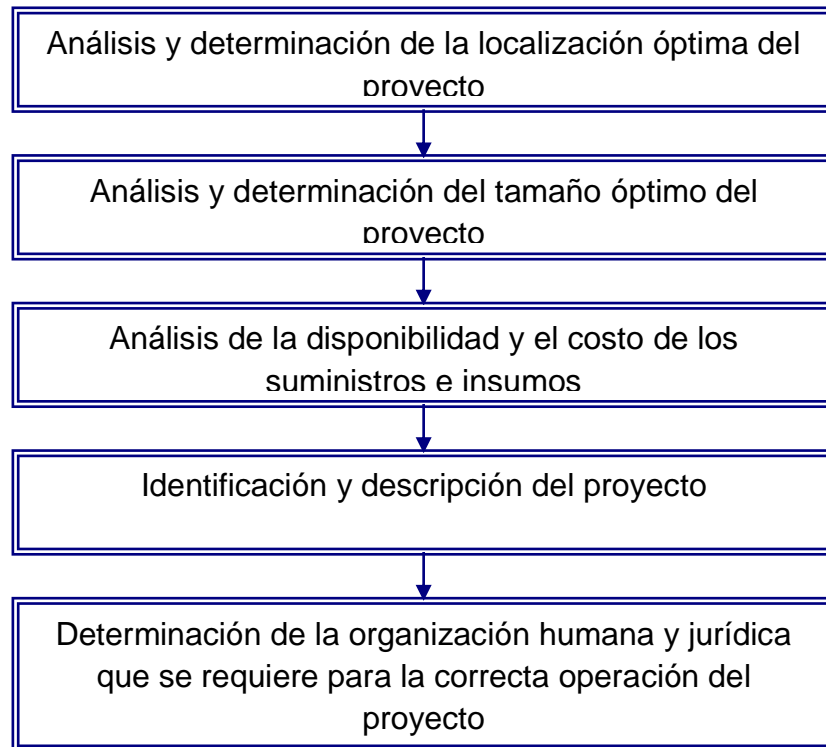 Análisis y determinación de la localización óptima del
proyecto
Análisis y determinación del tamaño óptimo del
proyecto
Análisis de la disponibilidad y el costo de los
suministros e insumos
Identificación y descripción del proyecto
Determinación de la organización humana y jurídica
que se requiere para la correcta operación del
proyecto